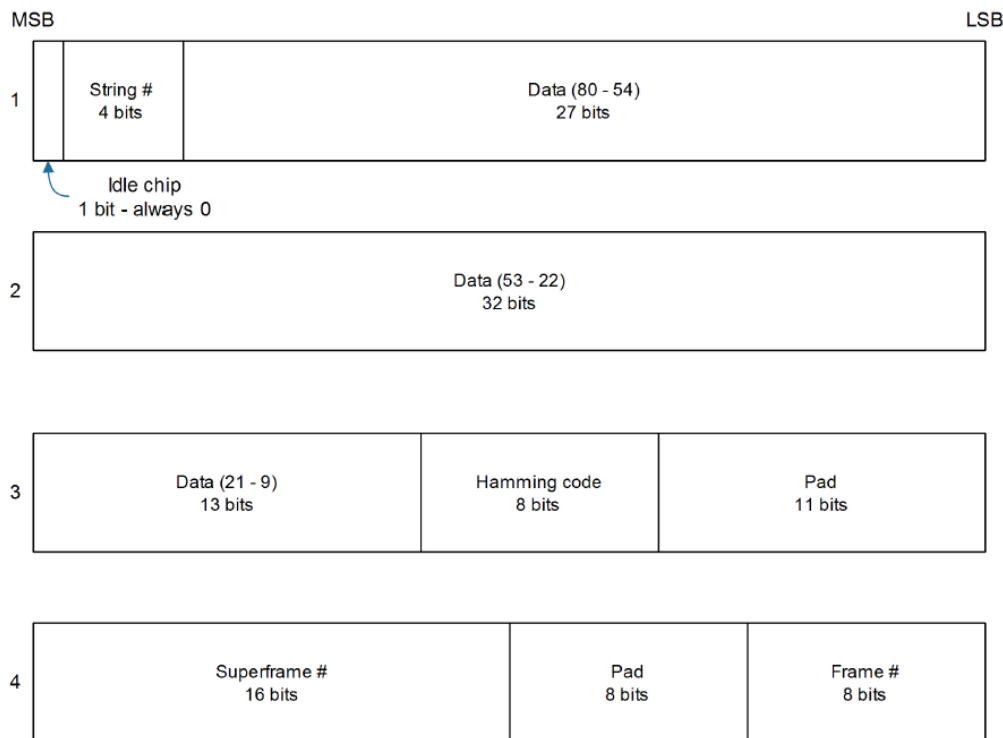 MSB
LSB
1
String #
4 bits
Data (80 - 54)
27 bits
Idle chip
1 bit - always 0
2
Data (53 - 22)
32 bits
3
Data (21 - 9)
13 bits
Hamming code
8 bits
Pad
11 bits
4
Superframe #
16 bits
Pad
8 bits
Frame #
8 bits